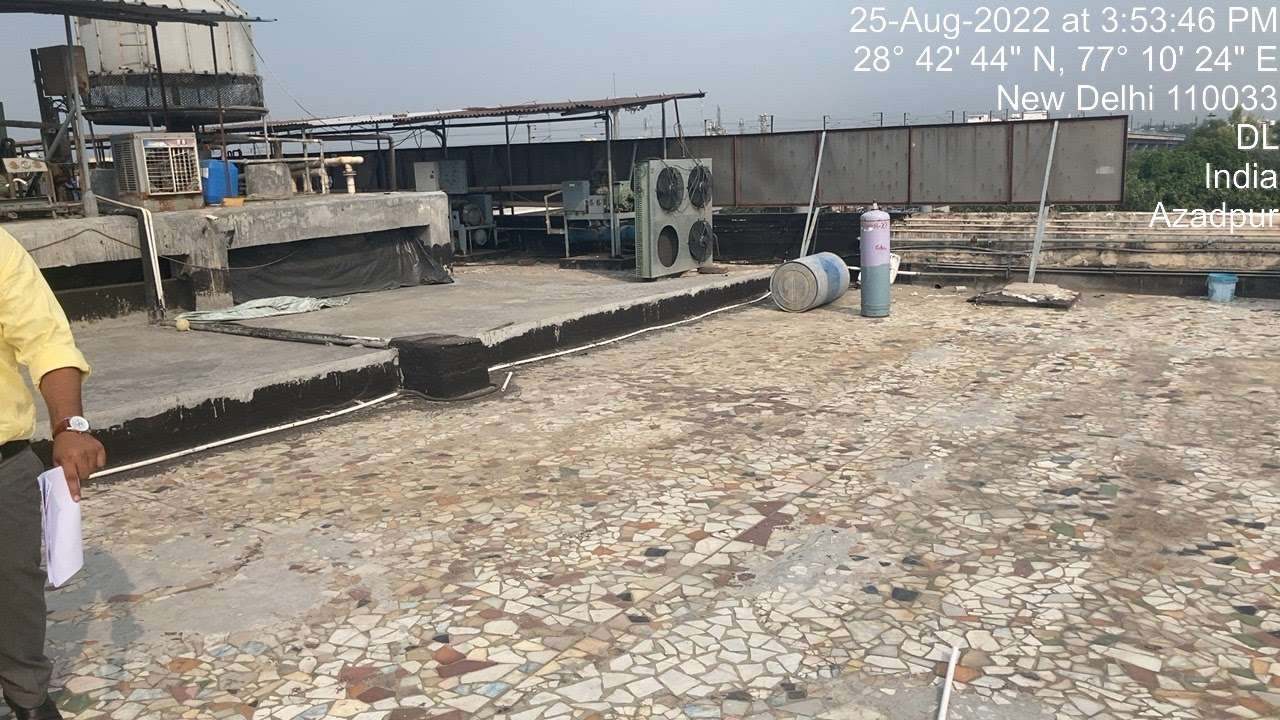 25-Aug-2022 at 3:53:46 PM
28° 42' 44" N, 77° 10' 24" E
New Delhi 110033
DL
India
Azadpur